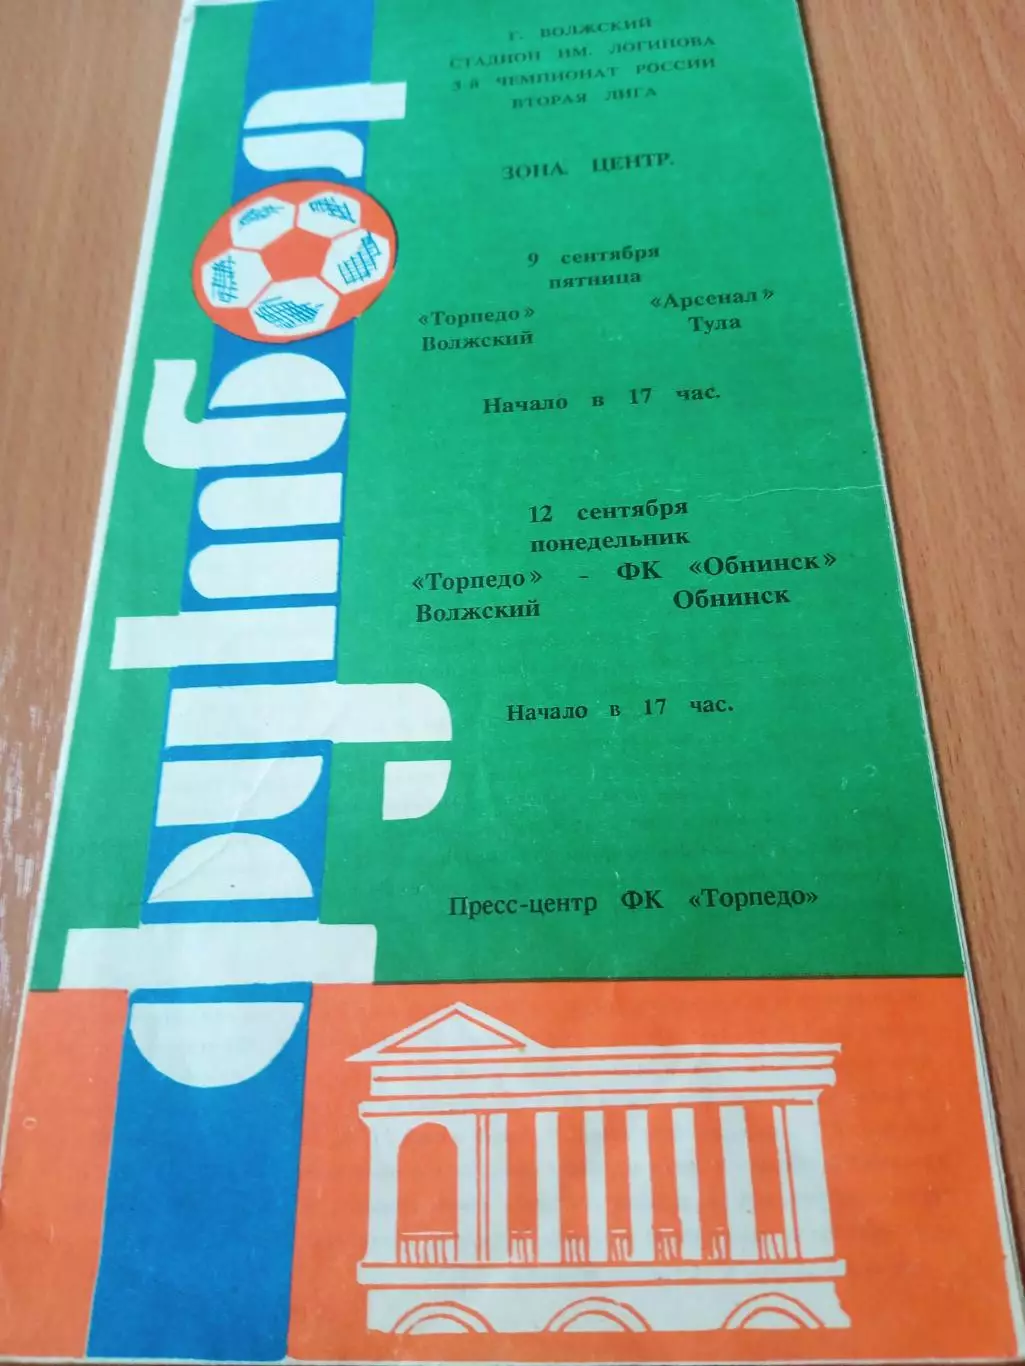 Футбол
г. ВОЛЖСКИЙ
СТАДИОН ИМ. ЛОГИНОВА
3-й ЧЕМПИОНАТ РОССИИ
ВТОРАЯ ЛИГА
ЗОНА. ЦЕНТР.
9 сентября
пятница
«Торпедо» «Арсенал»
Волжский Тула
Начало в 17 час.
12 сентября
понедельник
«Торпедо» - ФК «Обнинск»
Волжский Обнинск
Начало в 17 час.
Пресс-центр ФК «Торпедо»